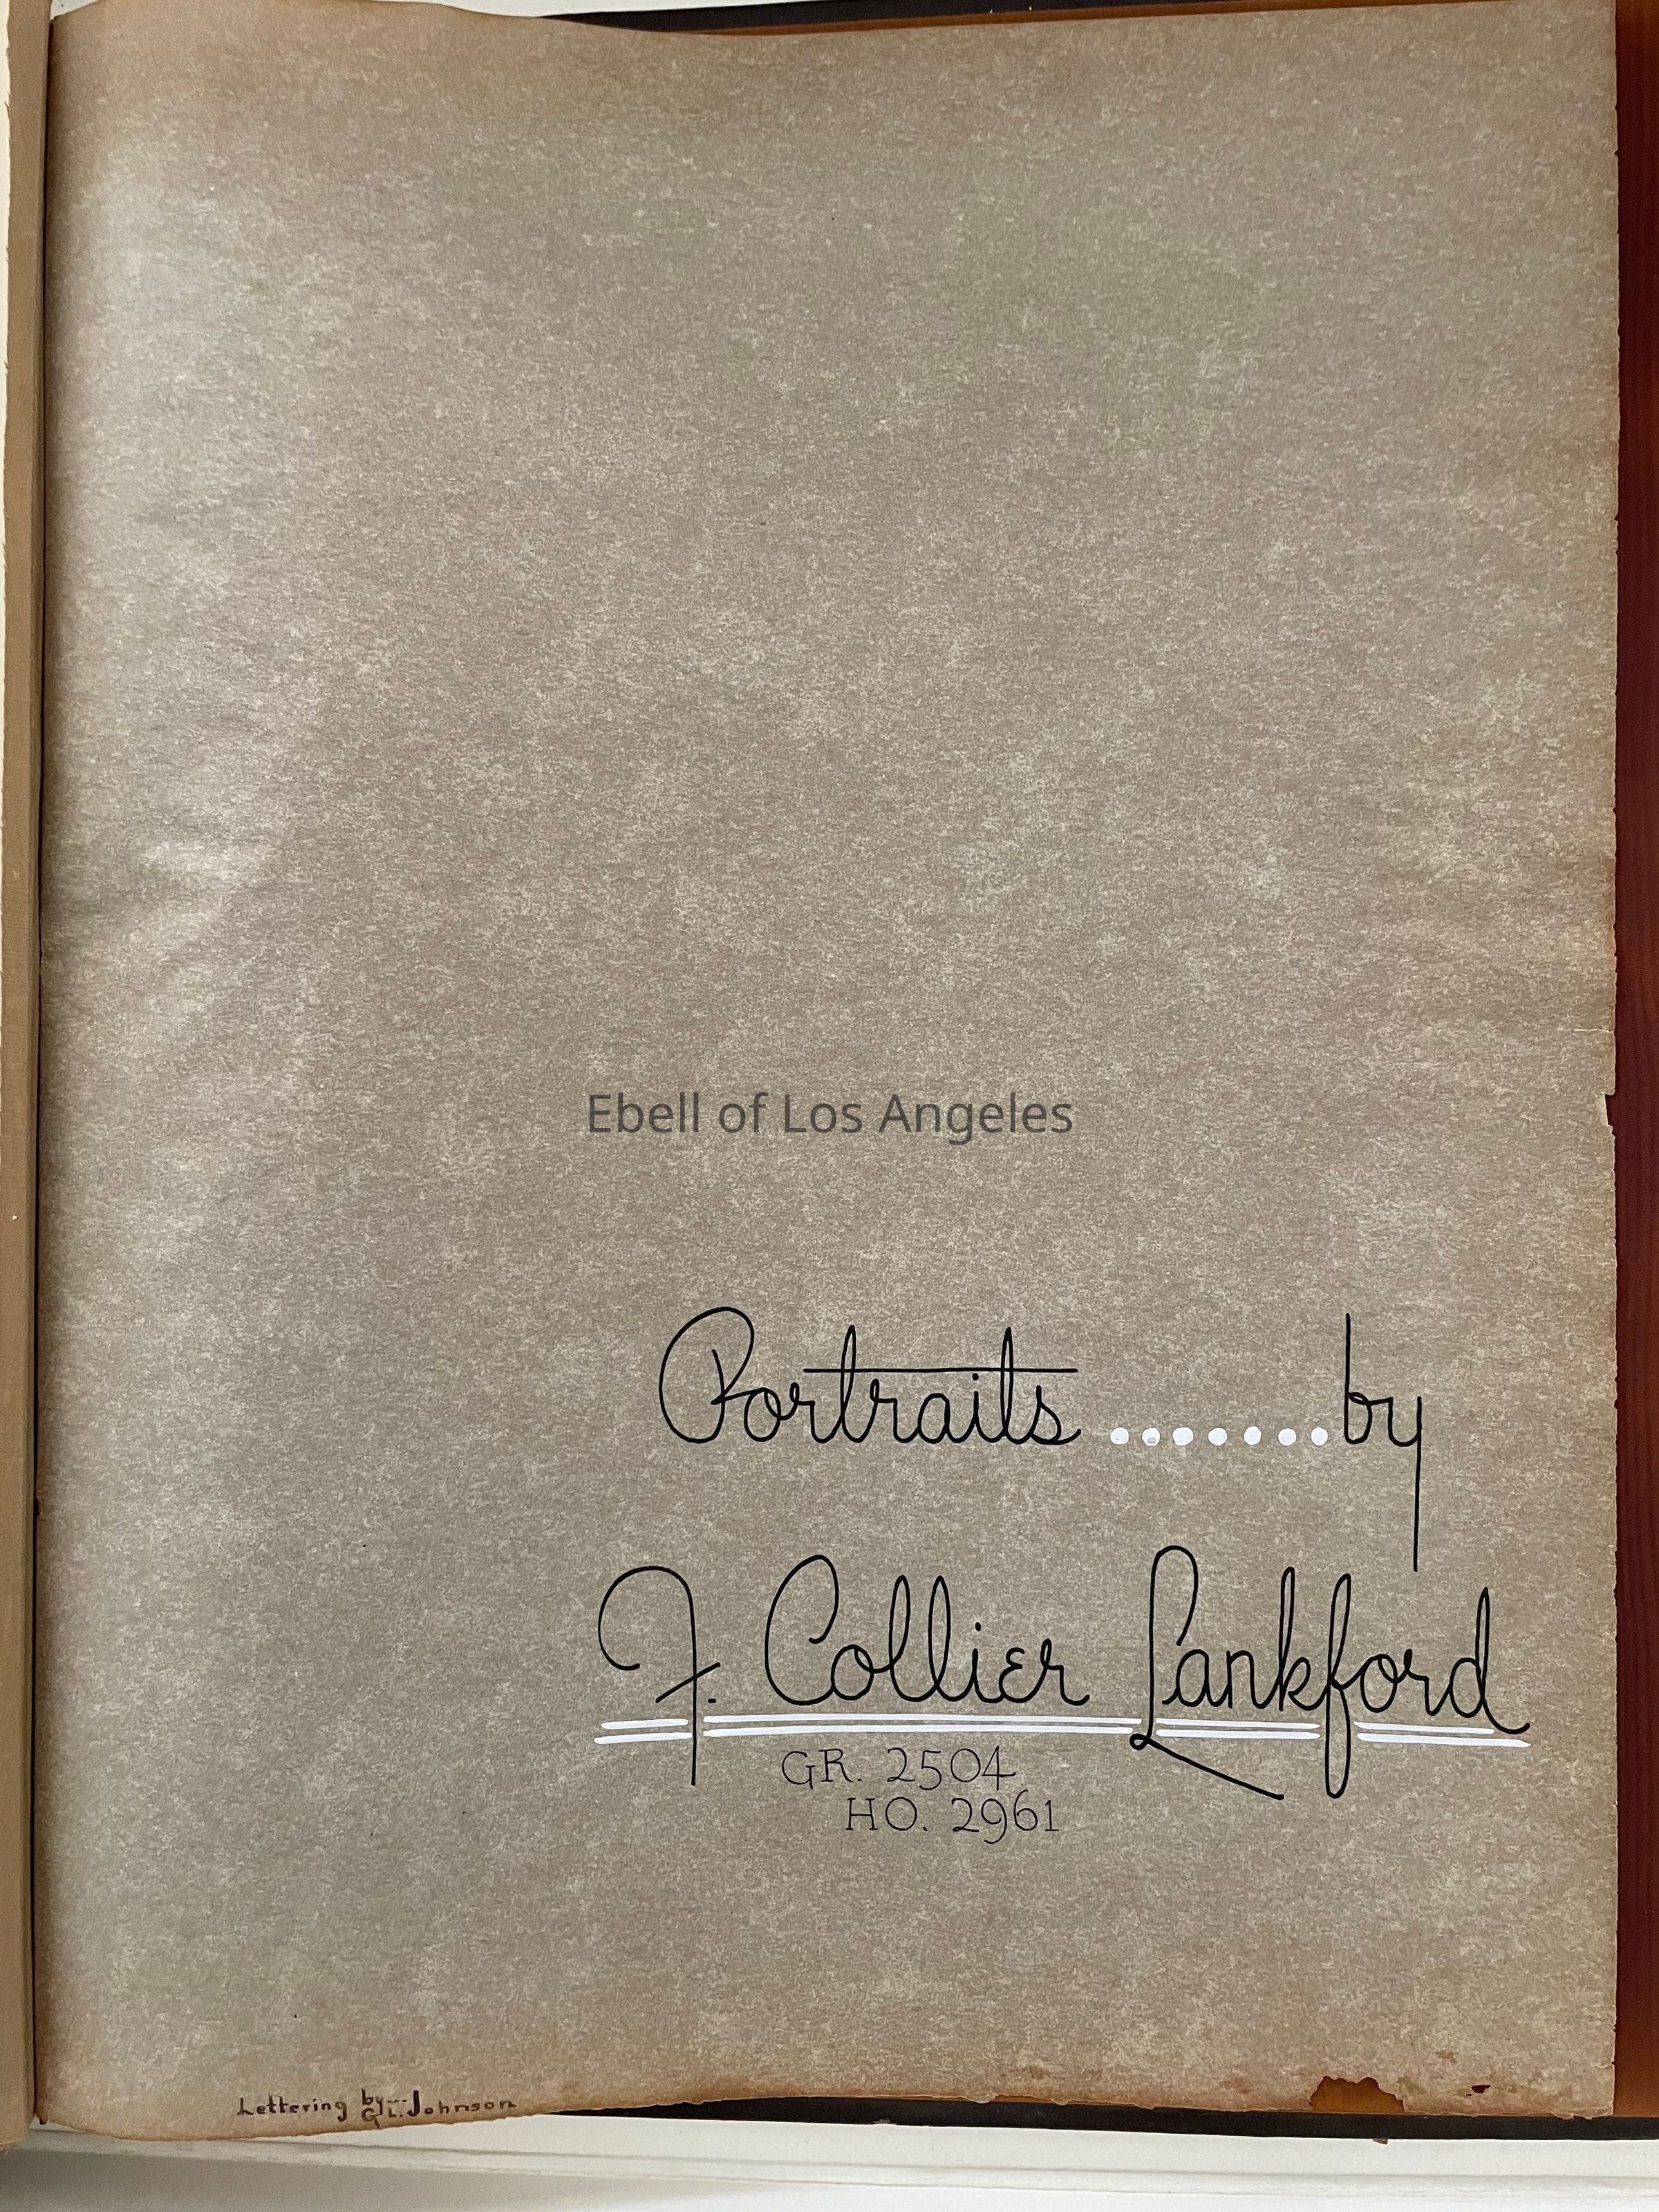 Ebell of Los Angeles
Portraits ....... by
F. Collier Lankford
GR. 2504
HO. 2961
Lettering by L. Johnson